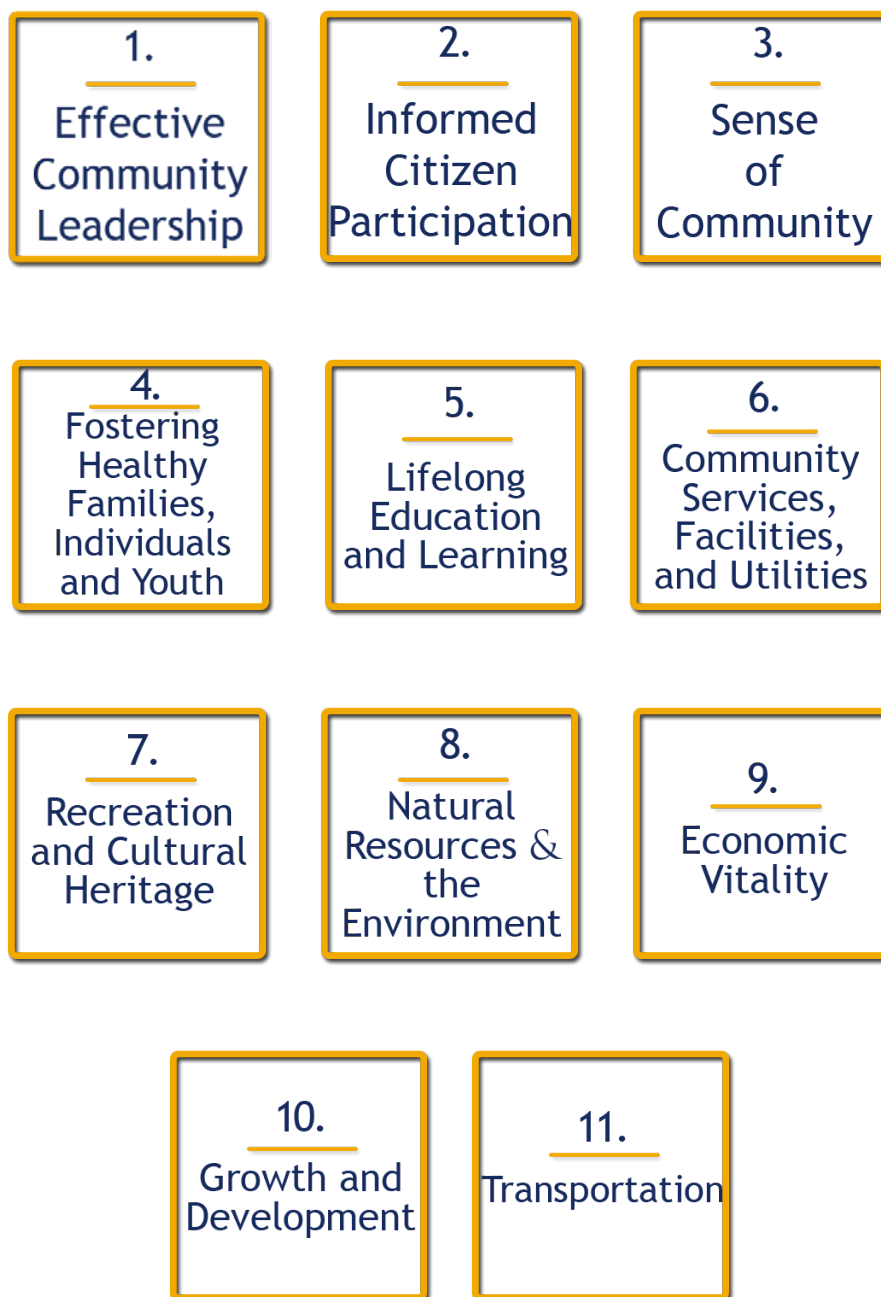 1.
Effective
Community
Leadership
2.
Informed
Citizen
Participation
3.
Sense
of
Community
4.
Fostering
Healthy
Families,
Individuals
and Youth
5.
Lifelong
Education
and Learning
6.
Community
Services,
Facilities,
and Utilities
7.
Recreation
and Cultural
Heritage
8.
Natural
Resources &
the
Environment
9.
Economic
Vitality
10.
Growth and
Development
11.
Transportation